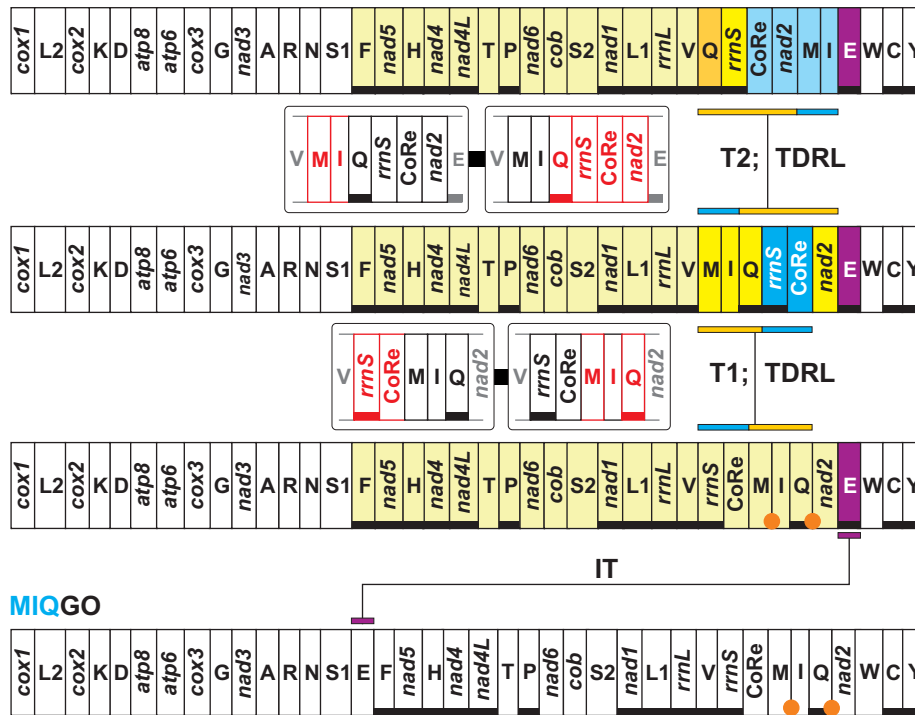 cox1 L2 cox2 K D atp8 atp6 cox3 G nad3 A R N S1 F nad5 H nad4 nad4L T P nad6 cob S2 nad1 L1 rrnL V Q rrnS CoRe nad2 M I E W C Y
V M I Q rrnS CoRe nad2 E V M I Q rrnS CoRe nad2 E
T2; TDRL
cox1 L2 cox2 K D atp8 atp6 cox3 G nad3 A R N S1 F nad5 H nad4 nad4L T P nad6 cob S2 nad1 L1 rrnL V M I Q rrnS CoRe nad2 E W C Y
V rrnS CoRe M I Q nad2 V rrnS CoRe M I Q nad2
T1; TDRL
cox1 L2 cox2 K D atp8 atp6 cox3 G nad3 A R N S1 F nad5 H nad4 nad4L T P nad6 cob S2 nad1 L1 rrnL V rrnS CoRe M I Q nad2 E W C Y
IT
MIQGO
cox1 L2 cox2 K D atp8 atp6 cox3 G nad3 A R N S1 E F nad5 H nad4 nad4L T P nad6 cob S2 nad1 L1 rrnL V rrnS CoRe M I Q nad2 W C Y